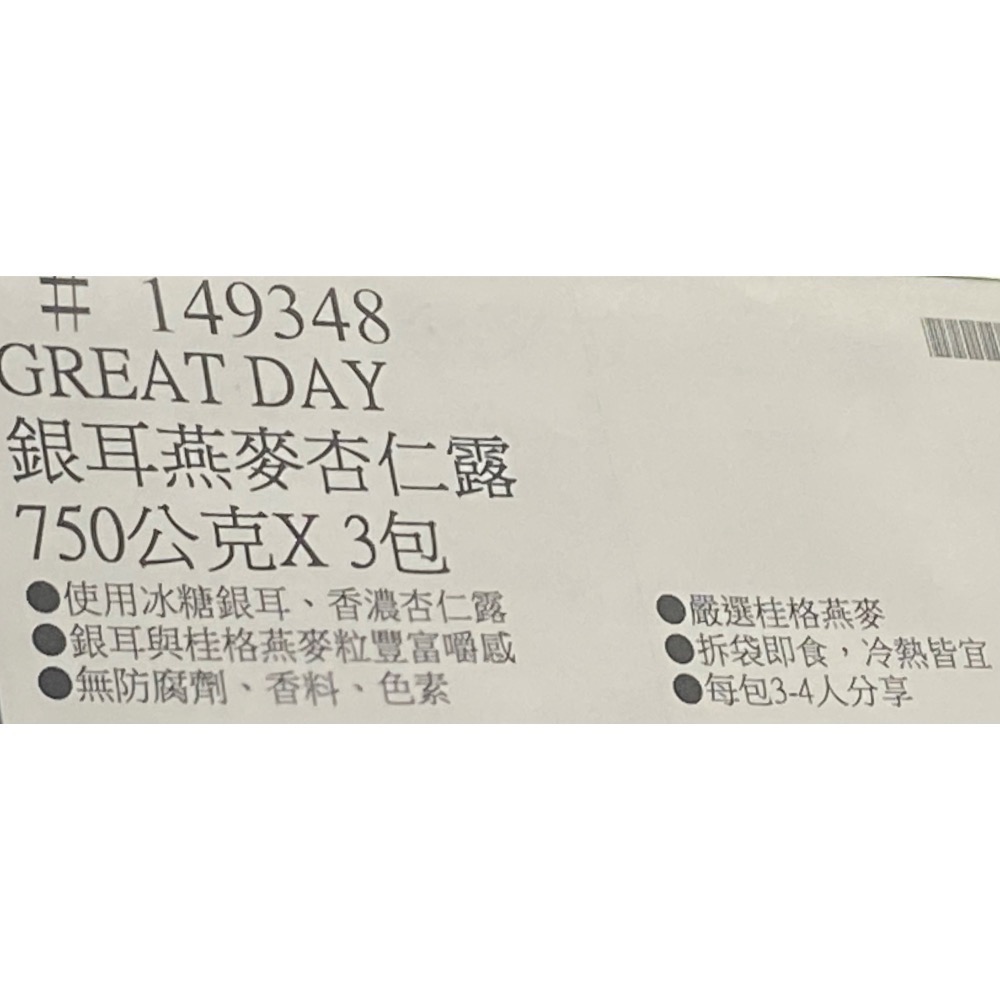 # 149348
GREAT DAY
銀耳燕麥杏仁露
750公克X 3包
●使用冰糖銀耳、香濃杏仁露
●銀耳與桂格燕麥粒豐富嚼感
●無防腐劑、香料、色素
●嚴選桂格燕麥
●拆袋即食，冷熱皆宜
●每包3-4人分享